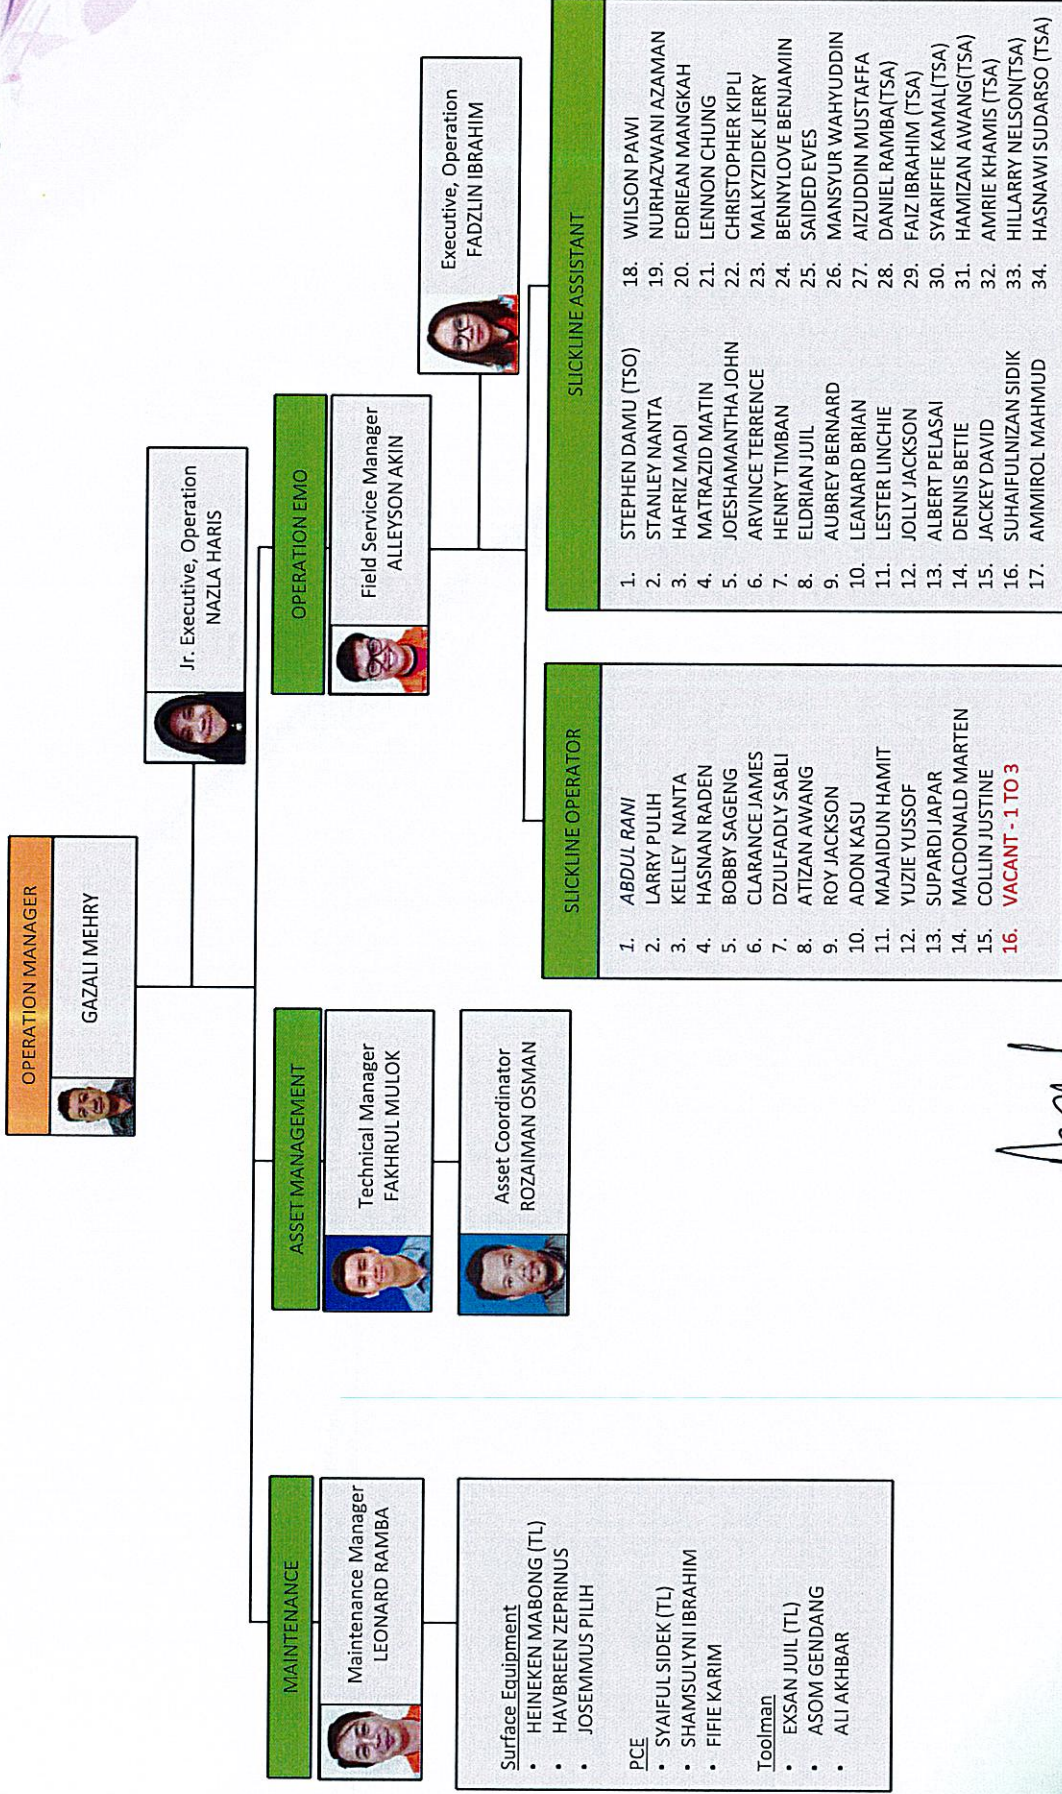 OPERATION MANAGER
GAZALI MEHRY
Jr. Executive, Operation
NAZLA HARIS
MAINTENANCE
Maintenance Manager
LEONARD RAMBA
Surface Equipment
• HEINEKEN MABONG (TL)
• HAVBREEN ZEPRINUS
• JOSEMMUS PILIH
PCE
• SYAIFUL SIDEK (TL)
• SHAMSULYNI IBRAHIM
• FIFIE KARIM
Toolman
• EXSAN JUIL (TL)
• ASOM GENDANG
• ALI AKHBAR
ASSET MANAGEMENT
Technical Manager
FAKHRUL MULOK
Asset Coordinator
ROZAIMAN OSMAN
OPERATION EMO
Field Service Manager
ALLEYSON AKIN
Executive, Operation
FADZLIN IBRAHIM
SLICKLINE OPERATOR
1. ABDUL RANI
2. LARRY PULIH
3. KELLEY NANTA
4. HASNAN RADEN
5. BOBBY SAGENG
6. CLARANCE JAMES
7. DZULFADLY SABLI
8. ATIZAN AWANG
9. ROY JACKSON
10. ADON KASU
11. MAJAIDUN HAMIT
12. YUZIE YUSSOF
13. SUPARDI JAPAR
14. MACDONALD MARTEN
15. COLLIN JUSTINE
16. VACANT - 1 TO 3
SLICKLINE ASSISTANT
1. STEPHEN DAMU (TSO)
2. STANLEY NANTA
3. HAFRIZ MADI
4. MATRAZID MATIN
5. JOESHAMANTHA JOHN
6. ARVINCE TERRENCE
7. HENRY TIMBAN
8. ELDRIAN JUIL
9. AUBREY BERNARD
10. LEANARD BRIAN
11. LESTER LINCHIE
12. JOLLY JACKSON
13. ALBERT PELASAI
14. DENNIS BETIE
15. JACKEY DAVID
16. SUHAIFULNIZAN SIDIK
17. AMMIROL MAHMUD
18. WILSON PAWI
19. NURHAZWANI AZAMAN
20. EDRIEAN MANGKAH
21. LENNON CHUNG
22. CHRISTOPHER KIPLI
23. MALKYZIDEK JERRY
24. BENNYLOVE BENJAMIN
25. SAIDED EVES
26. MANSYUR WAHYUDDIN
27. AIZUDDIN MUSTAFFA
28. DANIEL RAMBA(TSA)
29. FAIZ IBRAHIM (TSA)
30. SYARIFFIE KAMAL(TSA)
31. HAMIZAN AWANG(TSA)
32. AMRIE KHAMIS (TSA)
33. HILLARRY NELSON(TSA)
34. HASNAWI SUDARSO (TSA)